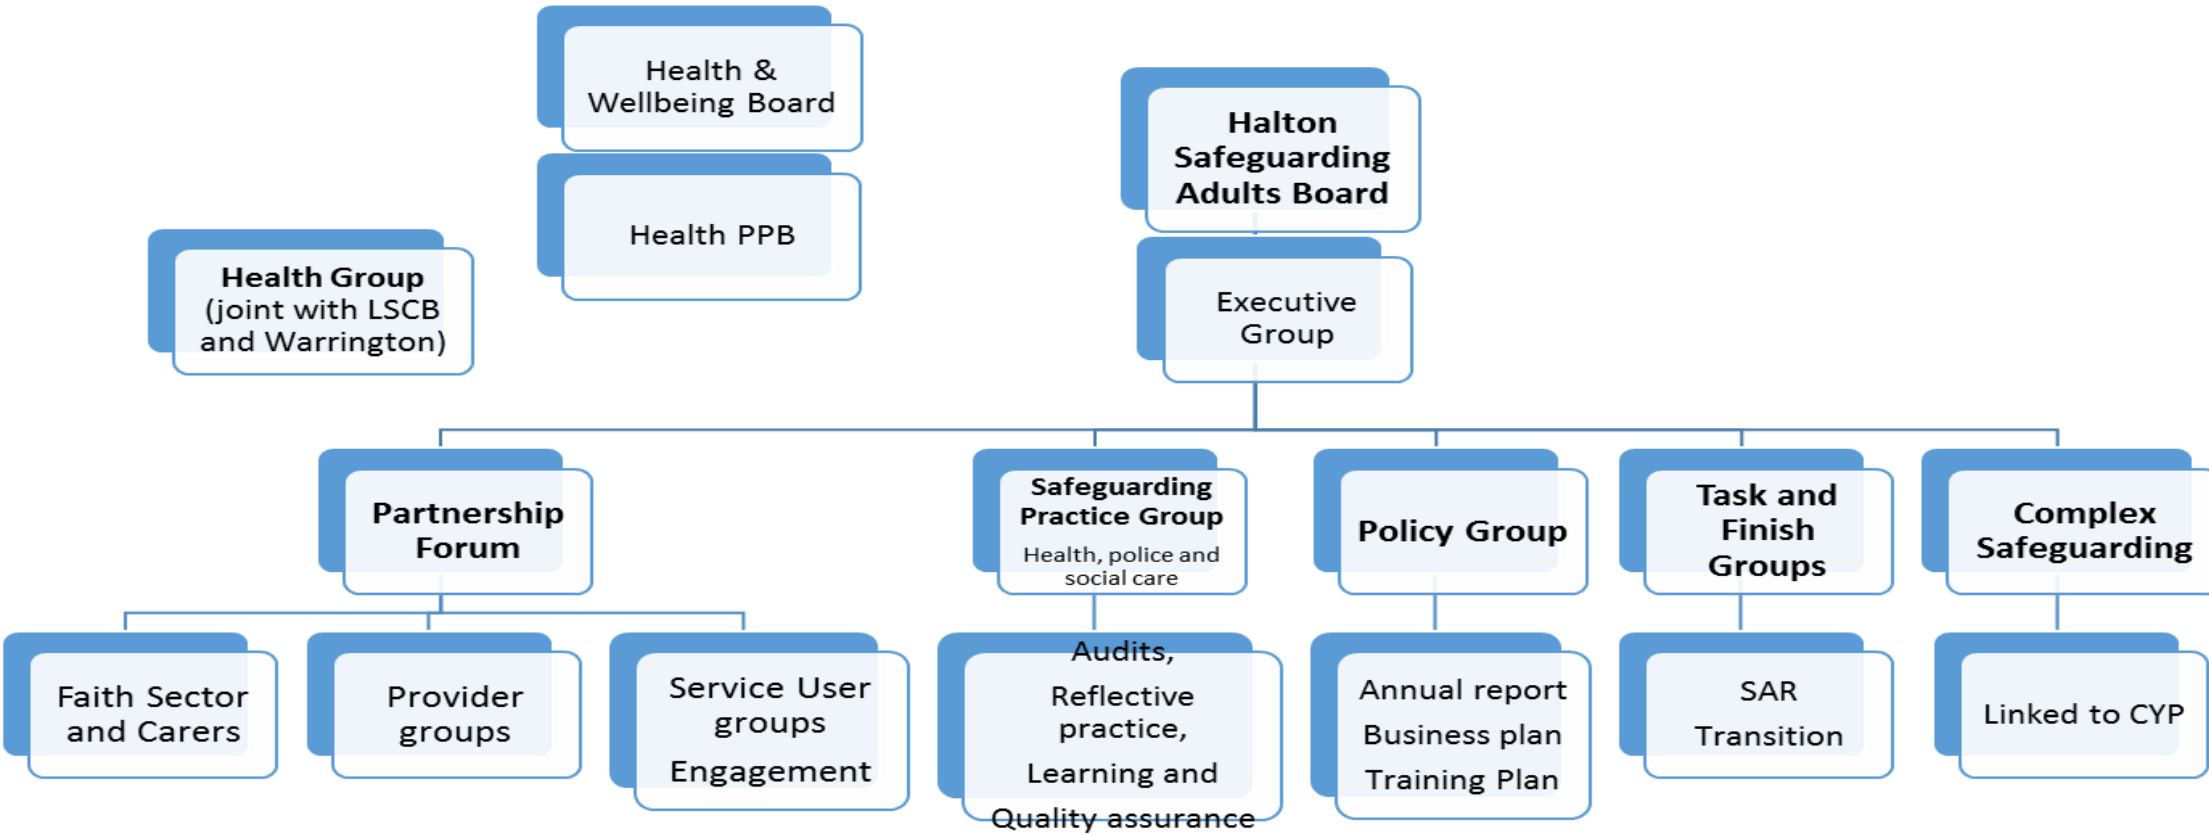 Health &
Wellbeing Board
Halton
Safeguarding
Adults Board
Health PPB
Health Group
(joint with LSCB
and Warrington)
Executive
Group
Partnership
Forum
Safeguarding
Practice Group
Health, police and
social care
Policy Group
Task and
Finish
Groups
Complex
Safeguarding
Faith Sector
and Carers
Provider
groups
Service User
groups
Engagement
Audits,
Reflective
practice,
Learning and
Quality assurance
Annual report
Business plan
Training Plan
SAR
Transition
Linked to CYP